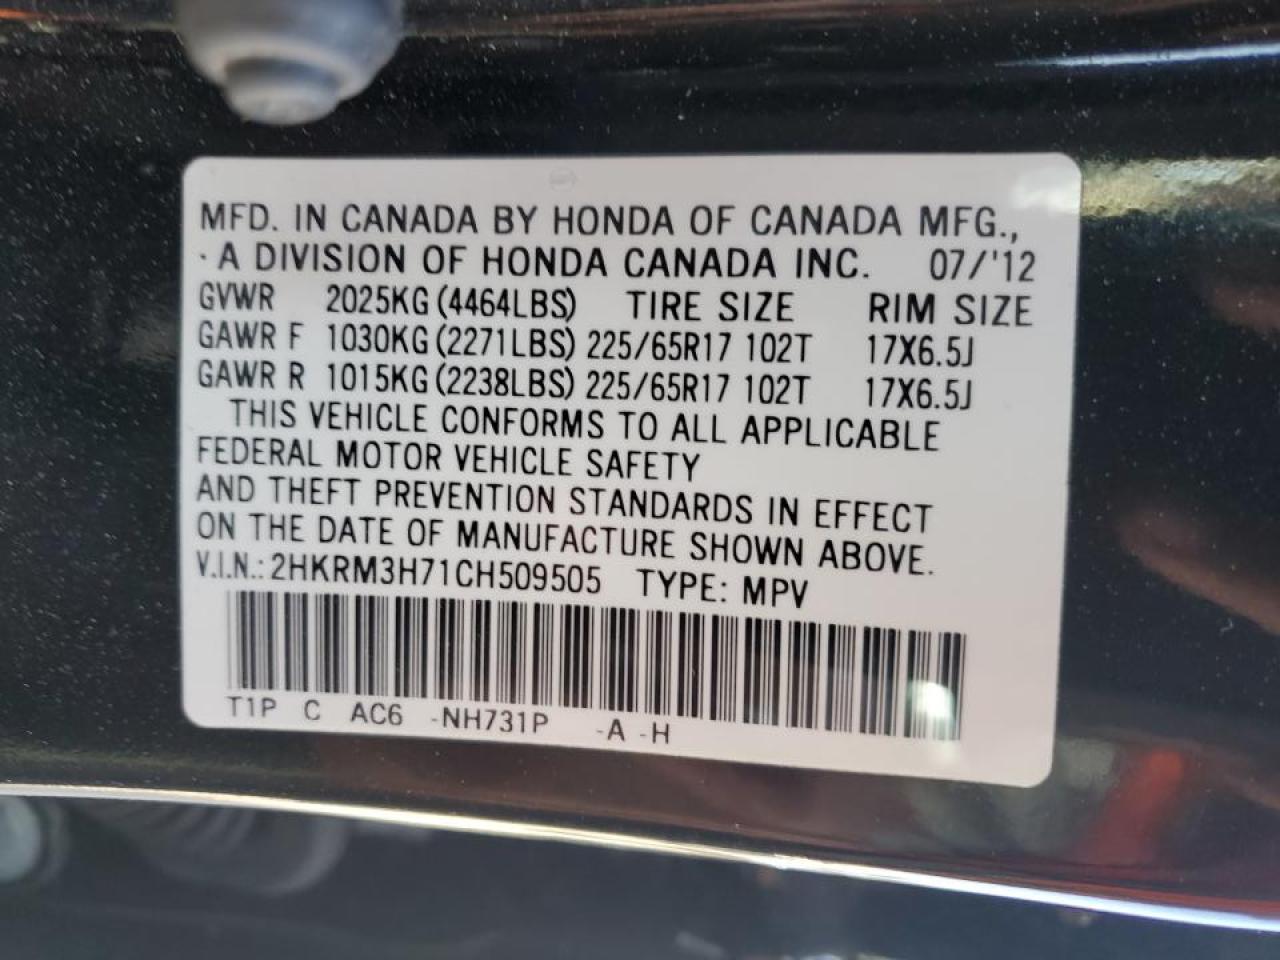 MFD. IN CANADA BY HONDA OF CANADA MFG.,
· A DIVISION OF HONDA CANADA INC. 07/'12
GVWR 2025KG (4464LBS) TIRE SIZE RIM SIZE
GAWR F 1030KG (2271LBS) 225/65R17 102T 17X6.5J
GAWR R 1015KG (2238LBS) 225/65R17 102T 17X6.5J
THIS VEHICLE CONFORMS TO ALL APPLICABLE
FEDERAL MOTOR VEHICLE SAFETY
AND THEFT PREVENTION STANDARDS IN EFFECT
ON THE DATE OF MANUFACTURE SHOWN ABOVE.
V.I.N.: 2HKRM3H71CH509505 TYPE: MPV
T1P C AC6 -NH731P -A -H